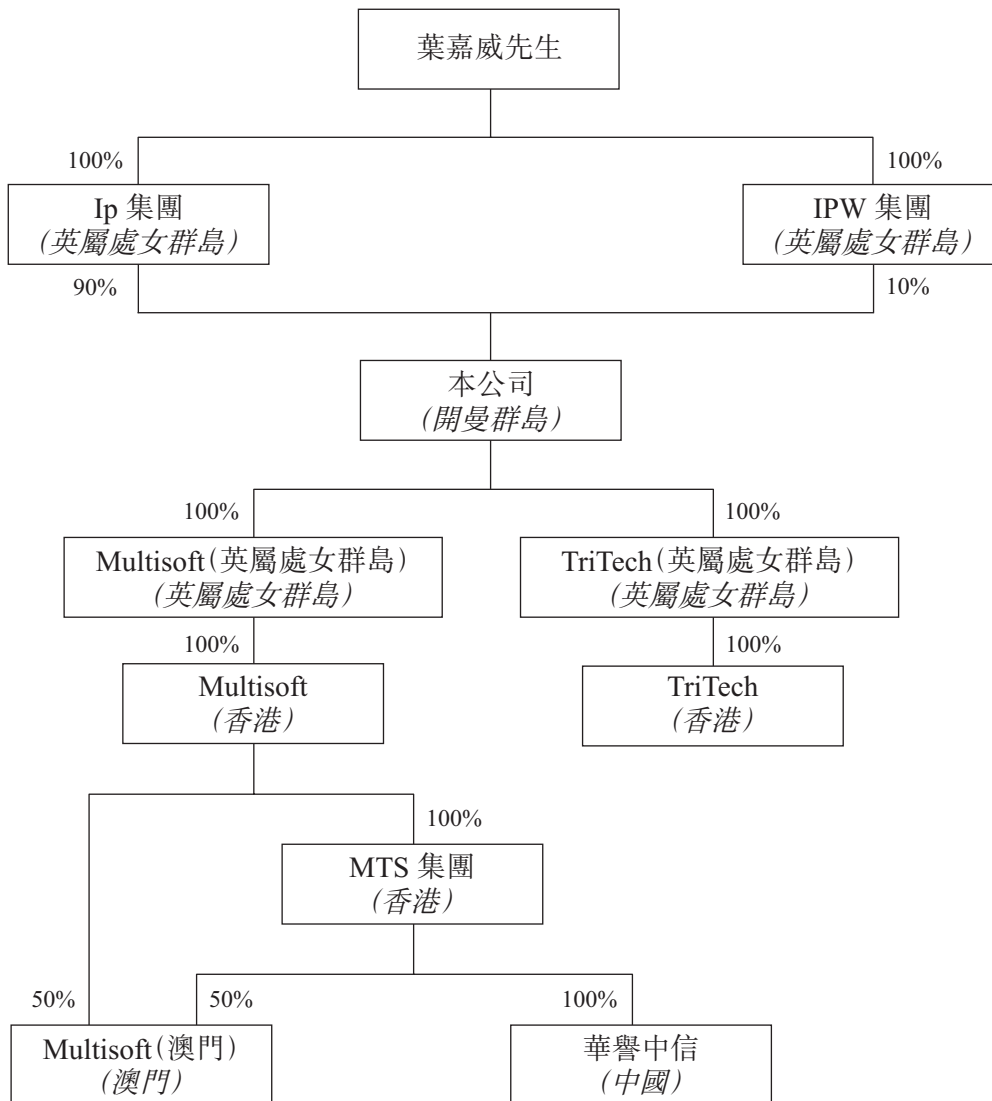 葉嘉威先生
100%
100%
Ip 集團
(英屬處女群島)
IPW 集團
(英屬處女群島)
90%
10%
本公司
(開曼群島)
100%
100%
Multisoft(英屬處女群島)
(英屬處女群島)
TriTech(英屬處女群島)
(英屬處女群島)
100%
100%
Multisoft
(香港)
TriTech
(香港)
100%
MTS 集團
(香港)
50%
50%
100%
Multisoft(澳門)
(澳門)
華譽中信
(中國)